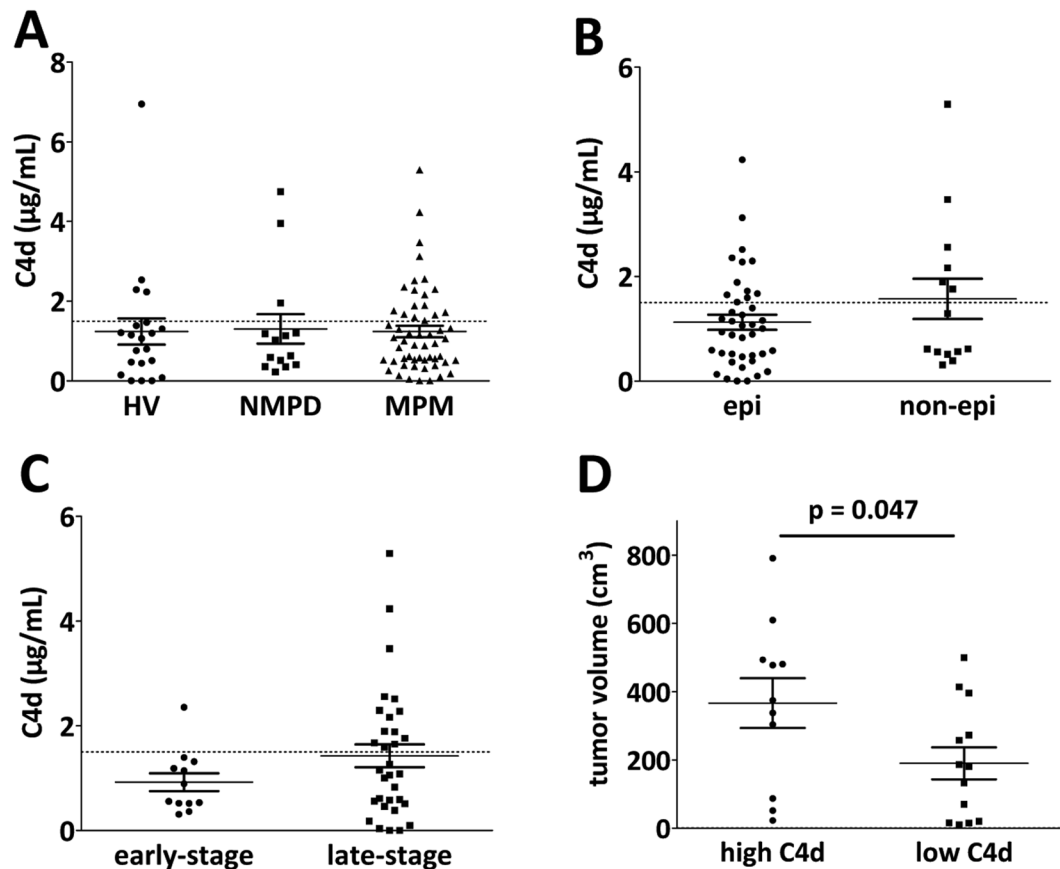 A
C4d (µg/mL)
8
6
4
2
0
HV NMPD MPM
B
C4d (µg/mL)
6
4
2
0
epi non-epi
C
C4d (µg/mL)
6
4
2
0
early-stage late-stage
D
p = 0.047
tumor volume (cm³)
800
600
400
200
0
high C4d low C4d